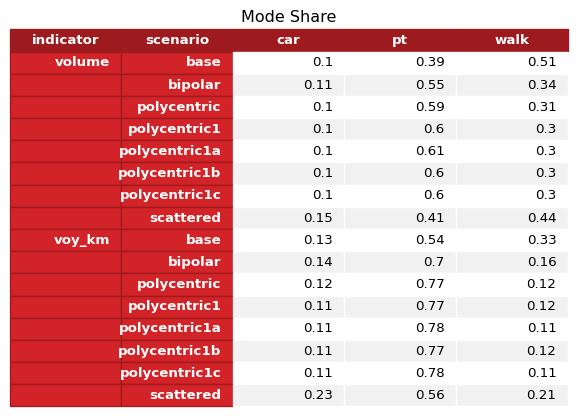 Mode Share
indicator scenario car pt walk
volume base 0.1 0.39 0.51
bipolar 0.11 0.55 0.34
polycentric 0.1 0.59 0.31
polycentric1 0.1 0.6 0.3
polycentric1a 0.1 0.61 0.3
polycentric1b 0.1 0.6 0.3
polycentric1c 0.1 0.6 0.3
scattered 0.15 0.41 0.44
voy_km base 0.13 0.54 0.33
bipolar 0.14 0.7 0.16
polycentric 0.12 0.77 0.12
polycentric1 0.11 0.77 0.12
polycentric1a 0.11 0.78 0.11
polycentric1b 0.11 0.77 0.12
polycentric1c 0.11 0.78 0.11
scattered 0.23 0.56 0.21